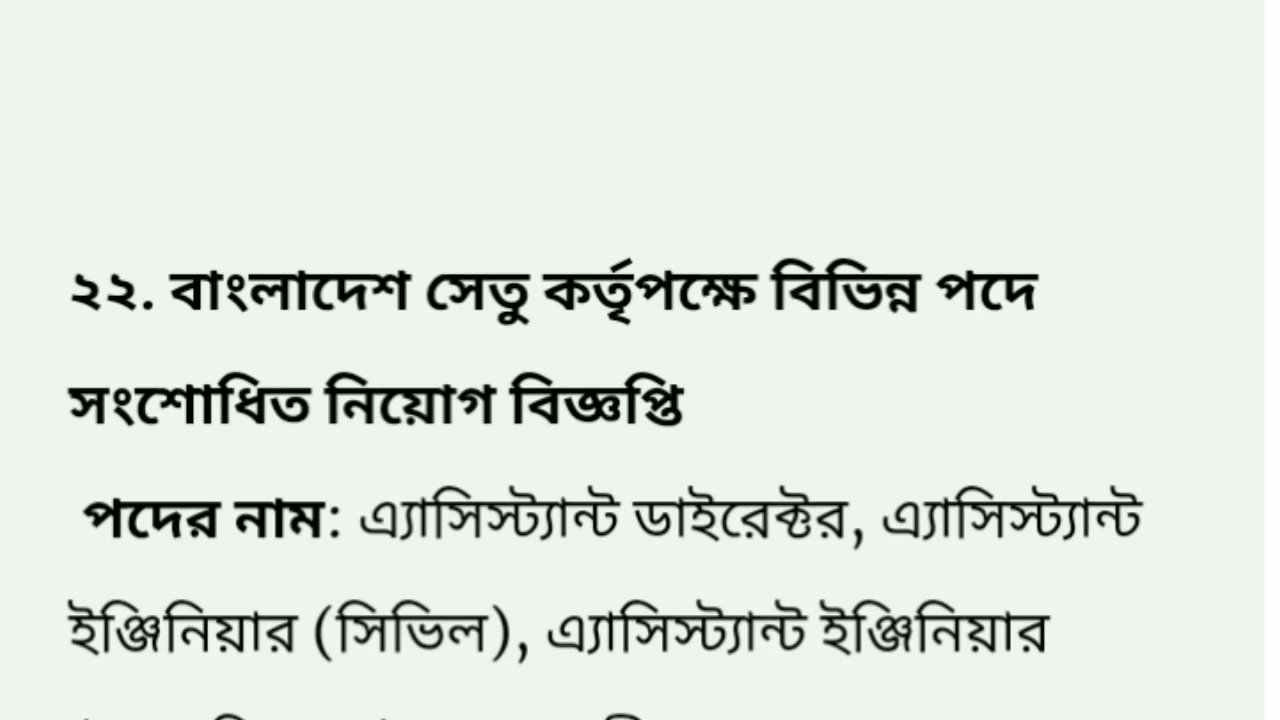 ২২. বাংলাদেশ সেতু কর্তৃপক্ষে বিভিন্ন পদে
সংশোধিত নিয়োগ বিজ্ঞপ্তি
পদের নাম: এ্যাসিস্ট্যান্ট ডাইরেক্টর, এ্যাসিস্ট্যান্ট
ইঞ্জিনিয়ার (সিভিল), এ্যাসিস্ট্যান্ট ইঞ্জিনিয়ার